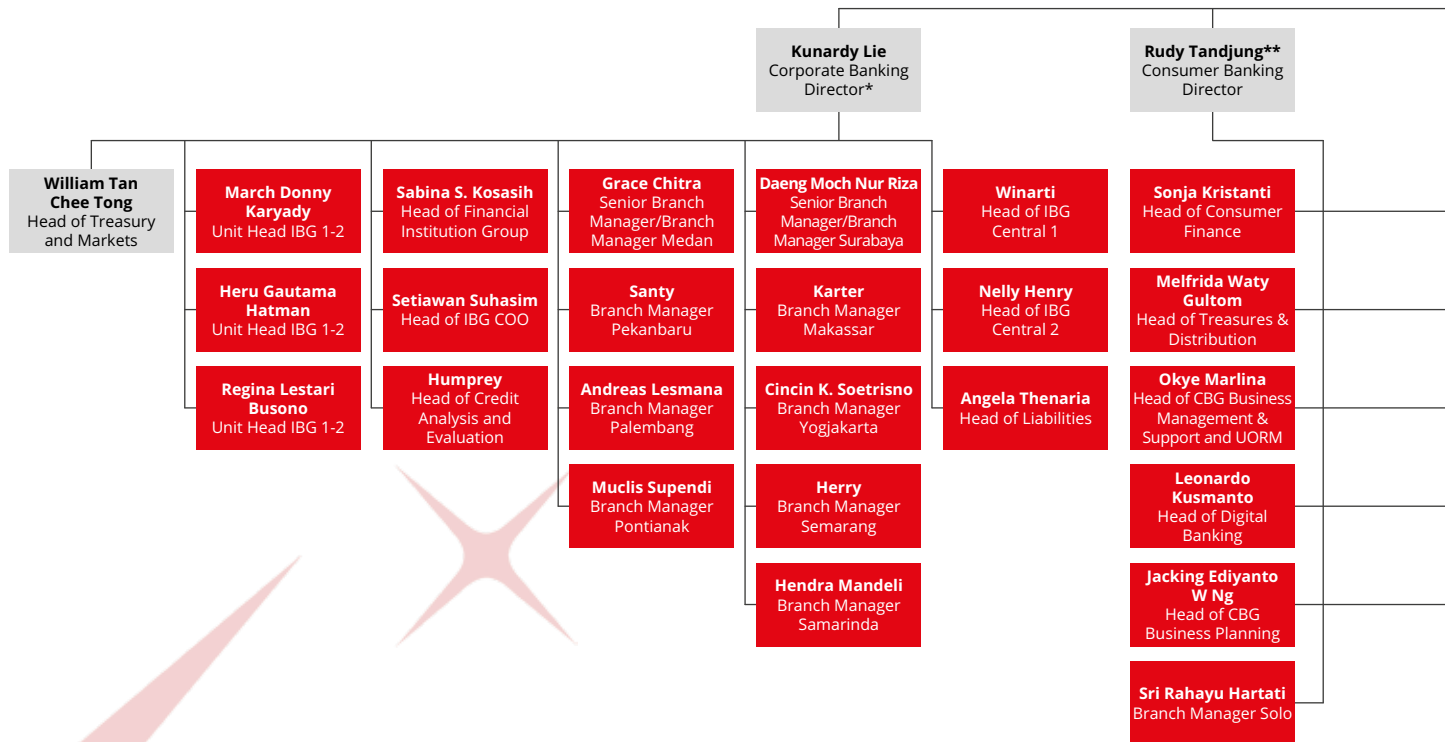 Kunardy Lie
Corporate Banking
Director*
Rudy Tandjung**
Consumer Banking
Director
William Tan
Chee Tong
Head of Treasury
and Markets
March Donny
Karyady
Unit Head IBG 1-2
Heru Gautama
Hatman
Unit Head IBG 1-2
Regina Lestari
Busono
Unit Head IBG 1-2
Sabina S. Kosasih
Head of Financial
Institution Group
Setiawan Suhasim
Head of IBG COO
Humprey
Head of Credit
Analysis and
Evaluation
Grace Chitra
Senior Branch
Manager/Branch
Manager Medan
Santy
Branch Manager
Pekanbaru
Andreas Lesmana
Branch Manager
Palembang
Muclis Supendi
Branch Manager
Pontianak
Daeng Moch Nur Riza
Senior Branch
Manager/Branch
Manager Surabaya
Karter
Branch Manager
Makassar
Cincin K. Soetrisno
Branch Manager
Yogjakarta
Herry
Branch Manager
Semarang
Hendra Mandeli
Branch Manager
Samarinda
Winarti
Head of IBG
Central 1
Nelly Henry
Head of IBG
Central 2
Angela Thenaria
Head of Liabilities
Sonja Kristanti
Head of Consumer
Finance
Melfrida Waty
Gultom
Head of Treasures &
Distribution
Okye Marlina
Head of CBG Business
Management &
Support and UORM
Leonardo
Kusmanto
Head of Digital
Banking
Jacking Ediyanto
W Ng
Head of CBG
Business Planning
Sri Rahayu Hartati
Branch Manager Solo